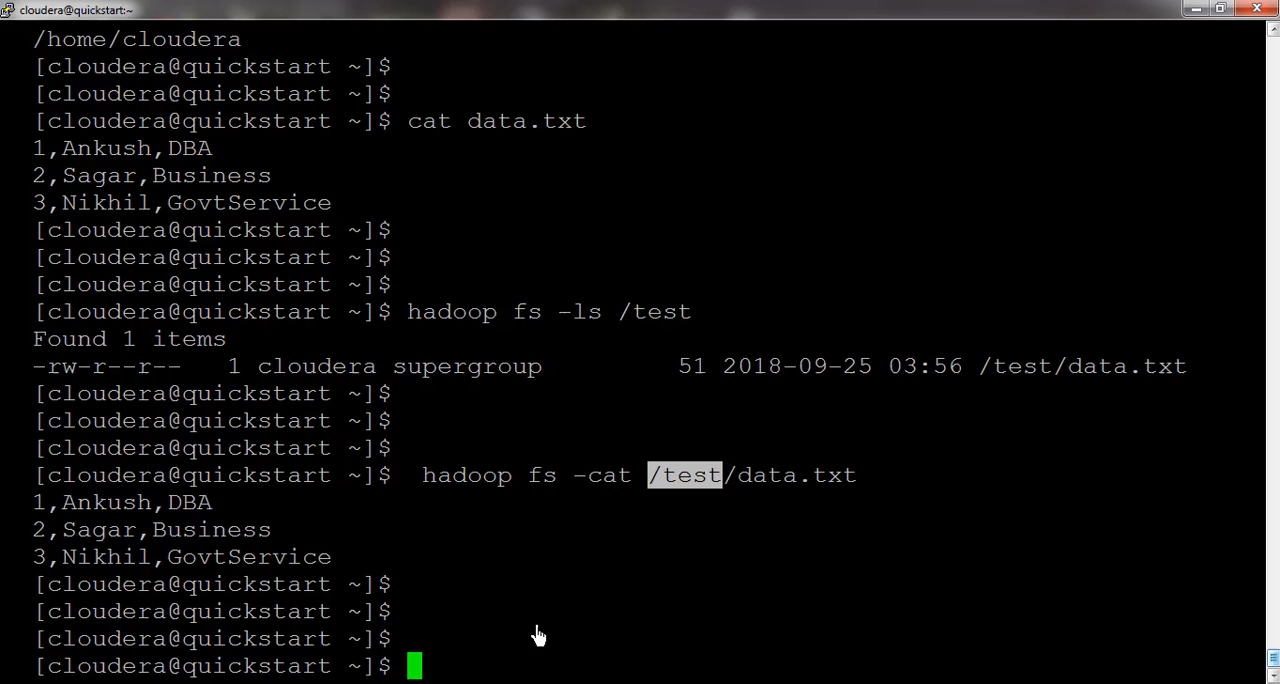 cloudera@quickstart:~
/home/cloudera
[cloudera@quickstart ~]$
[cloudera@quickstart ~]$
[cloudera@quickstart ~]$ cat data.txt
1,Ankush,DBA
2,Sagar,Business
3,Nikhil,GovtService
[cloudera@quickstart ~]$
[cloudera@quickstart ~]$
[cloudera@quickstart ~]$
[cloudera@quickstart ~]$ hadoop fs -ls /test
Found 1 items
-rw-r--r--   1 cloudera supergroup         51 2018-09-25 03:56 /test/data.txt
[cloudera@quickstart ~]$
[cloudera@quickstart ~]$
[cloudera@quickstart ~]$
[cloudera@quickstart ~]$  hadoop fs -cat /test/data.txt
1,Ankush,DBA
2,Sagar,Business
3,Nikhil,GovtService
[cloudera@quickstart ~]$
[cloudera@quickstart ~]$
[cloudera@quickstart ~]$
[cloudera@quickstart ~]$